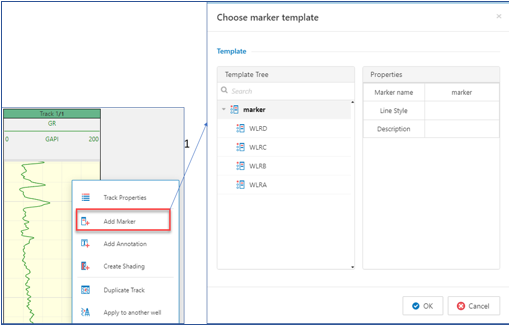 Track 1/1
GR
0 GAPI 200
Track Properties
Add Marker
Add Annotation
Create Shading
Duplicate Track
Apply to another well
1
Choose marker template
Template
Template Tree
Search
marker
WLRD
WLRC
WLRB
WLRA
Properties
Marker name marker
Line Style
Description
OK Cancel